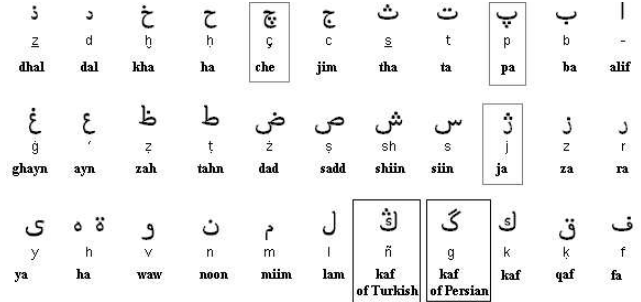 ا ب پ ت ث ج چ ح خ د ذ
ẕ d ḫ ḥ ç c s̱ t p b -
dhal dal kha ha che jim tha ta pa ba alif
ر ز ژ س ش ص ض ط ظ ع غ
ġ ʻ ẓ ṭ ż ṣ sh s j z r
ghayn ayn zah tahn dad sadd shiin siin ja za ra
ف ق ك گ ڭ ل م ن و ة ه ى
y h v n m l ñ g k ḳ f
ya ha waw noon miim lam kaf kaf kaf qaf fa
of Turkish of Persian